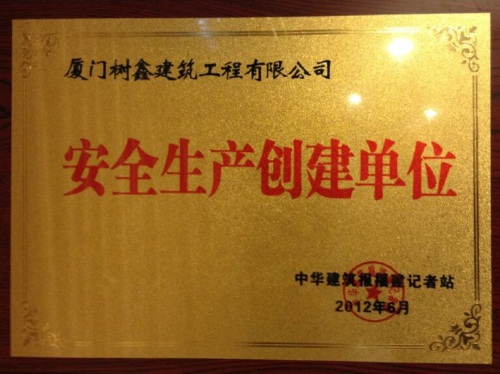 厦门树鑫建筑工程有限公司
安全生产创建单位
中华建筑报福建记者站
2012年6月